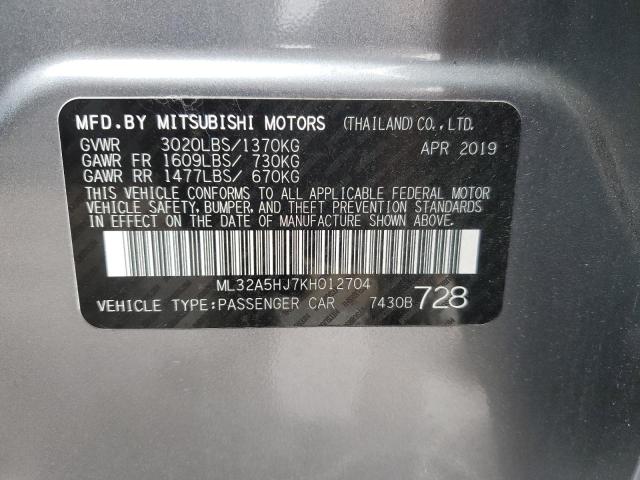 MFD.BY MITSUBISHI MOTORS (THAILAND) CO., LTD.
GVWR 3020LBS/1370KG APR 2019
GAWR FR 1609LBS/ 730KG
GAWR RR 1477LBS/ 670KG
THIS VEHICLE CONFORMS TO ALL APPLICABLE FEDERAL MOTOR
VEHICLE SAFETY, BUMPER, AND THEFT PREVENTION STANDARDS
IN EFFECT ON THE DATE OF MANUFACTURE SHOWN ABOVE.
ML32A5HJ7KH012704
VEHICLE TYPE:PASSENGER CAR 7430B 728